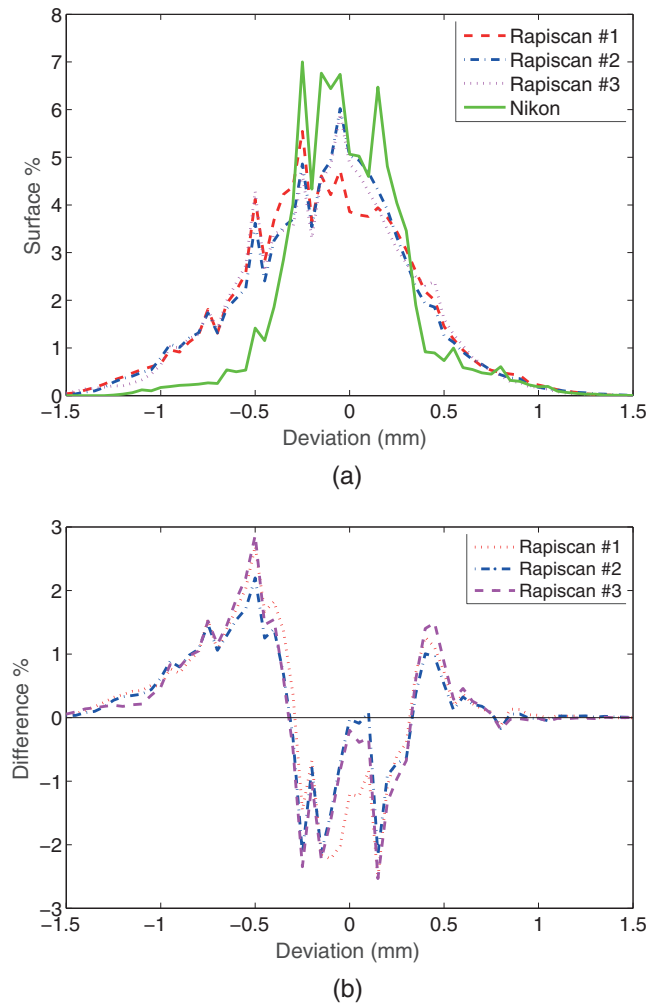 8
7
6
5
4
3
2
1
0
Surface %
Rapiscan #1
Rapiscan #2
Rapiscan #3
Nikon
−1.5 −1 −0.5 0 0.5 1 1.5
Deviation (mm)
(a)
3
2
1
0
−1
−2
−3
Difference %
Rapiscan #1
Rapiscan #2
Rapiscan #3
−1.5 −1 −0.5 0 0.5 1 1.5
Deviation (mm)
(b)